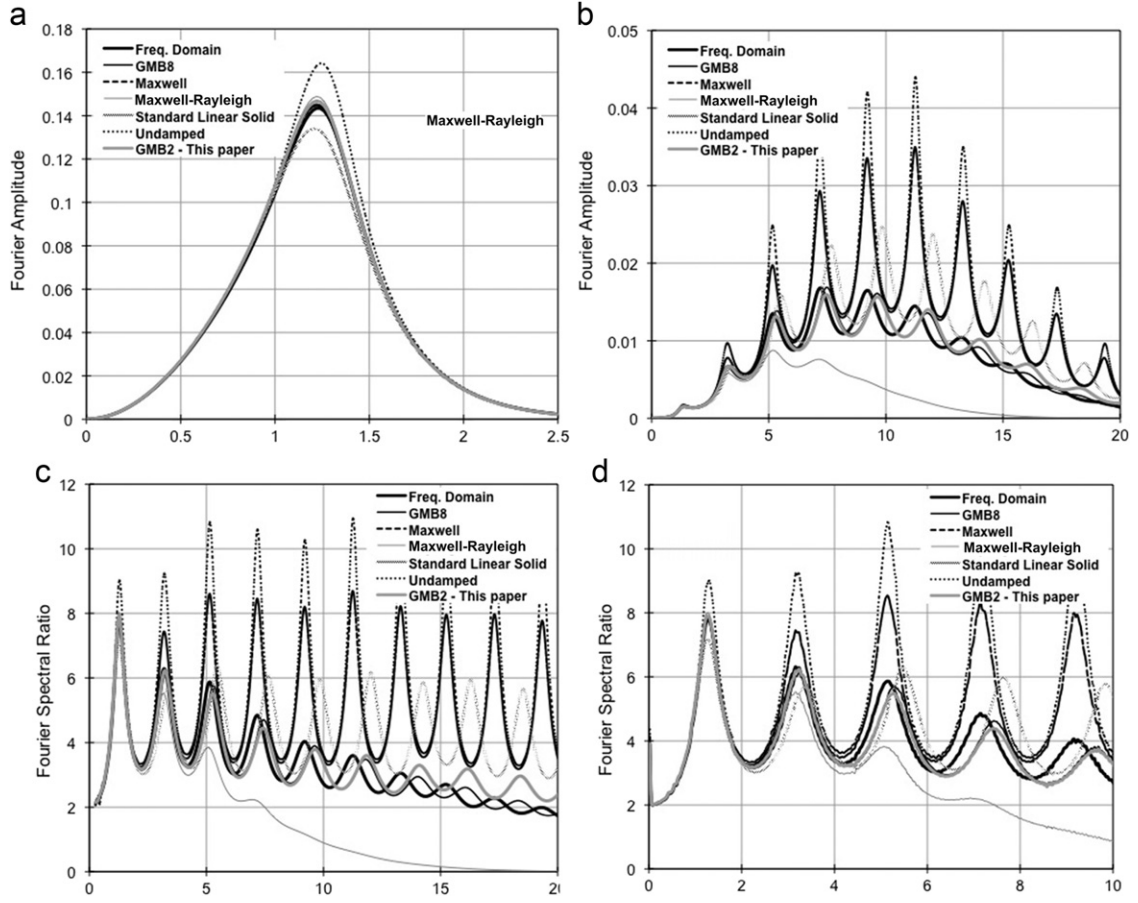 a
0.18
0.16
0.14
0.12
0.1
0.08
0.06
0.04
0.02
0
Fourier Amplitude
Freq. Domain
GMB8
Maxwell
Maxwell-Rayleigh
Standard Linear Solid
Undamped
GMB2 - This paper
Maxwell-Rayleigh
0 0.5 1 1.5 2 2.5
b
0.05
0.04
0.03
0.02
0.01
0
Fourier Amplitude
Freq. Domain
GMB8
Maxwell
Maxwell-Rayleigh
Standard Linear Solid
Undamped
GMB2 - This paper
0 5 10 15 20
c
12
10
8
6
4
2
0
Fourier Spectral Ratio
Freq. Domain
GMB8
Maxwell
Maxwell-Rayleigh
Standard Linear Solid
Undamped
GMB2 - This paper
0 5 10 15 20
d
12
10
8
6
4
2
0
Fourier Spectral Ratio
Freq. Domain
GMB8
Maxwell
Maxwell-Rayleigh
Standard Linear Solid
Undamped
GMB2 - This paper
0 2 4 6 8 10